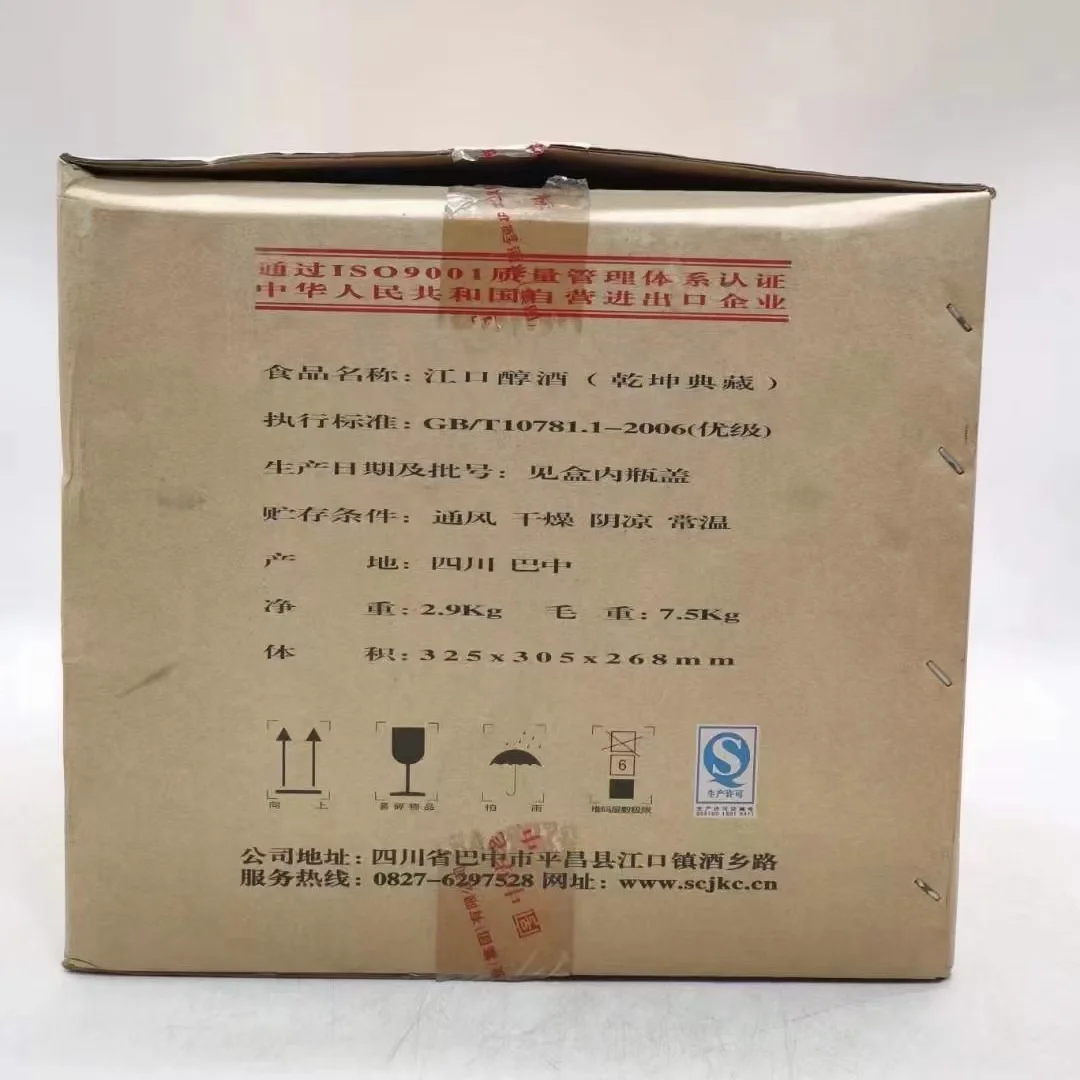 通过ISO9001质量管理体系认证
中华人民共和国自营进出口企业
食品名称：江口醇酒（乾坤典藏）
执行标准：GB/T10781.1-2006(优级)
生产日期及批号：见盒内瓶盖
贮存条件：通风 干燥 阴凉 常温
产 地：四川 巴中
净 重：2.9Kg 毛 重：7.5Kg
体 积：325x305x268mm
6
向 上
易碎物品
怕 雨
堆码层数极限
生产许可
公司地址：四川省巴中市平昌县江口镇酒乡路
服务热线：0827-6297528 网址：www.scjkc.cn